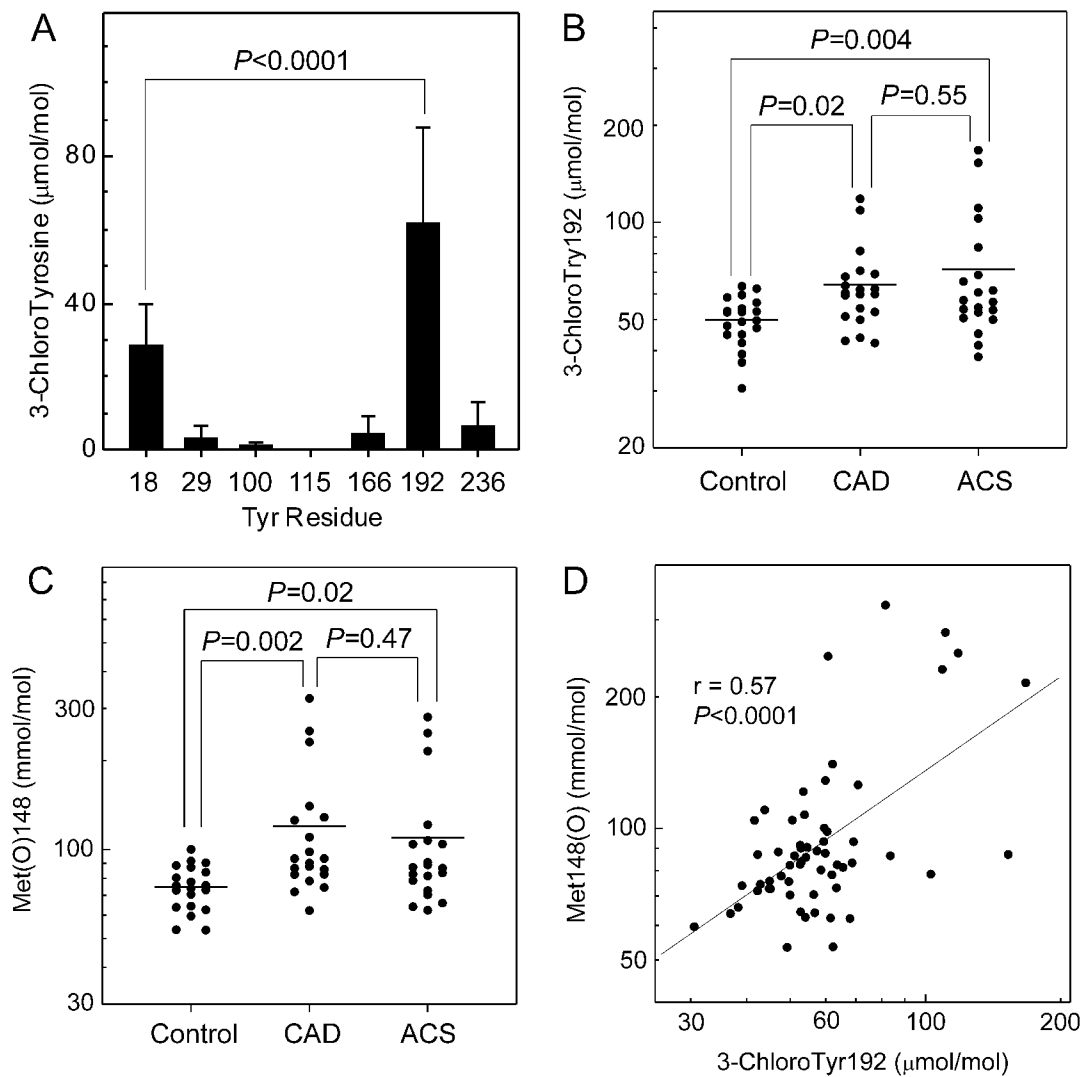 A
P<0.0001
3-ChloroTyrosine (μmol/mol)
80
40
0
18 29 100 115 166 192 236
Tyr Residue
B
P=0.004
P=0.02
P=0.55
3-ChloroTry192 (μmol/mol)
200
100
50
20
Control CAD ACS
C
P=0.02
P=0.002
P=0.47
Met(O)148 (mmol/mol)
300
100
30
Control CAD ACS
D
r = 0.57
P<0.0001
Met148(O) (mmol/mol)
200
100
50
30 60 100 200
3-ChloroTyr192 (μmol/mol)